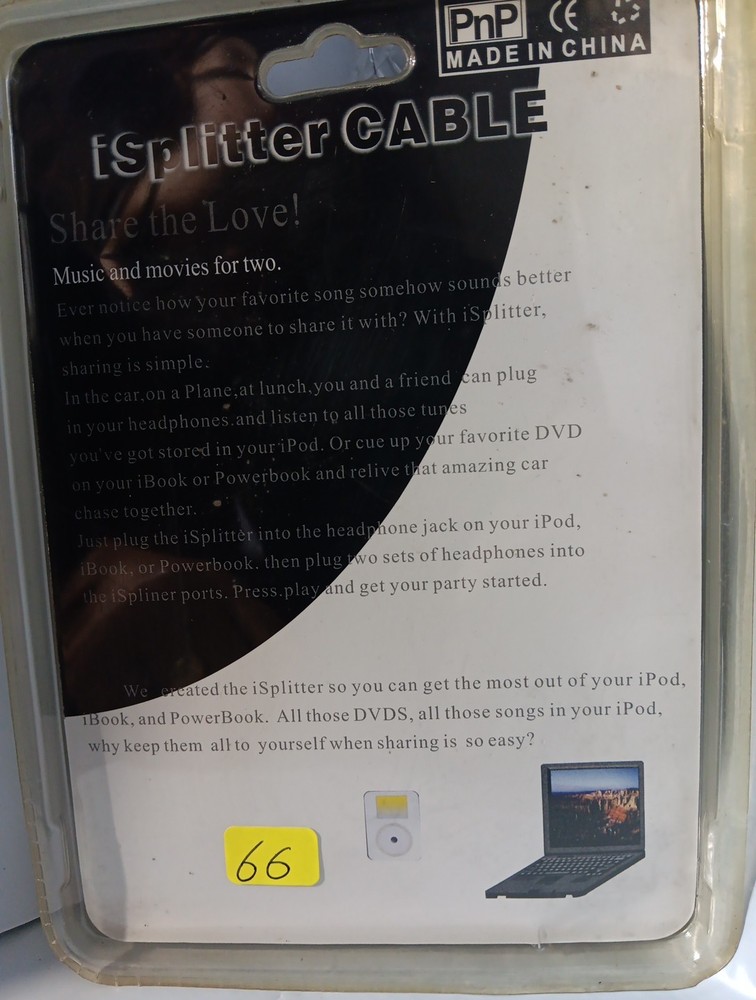 PnP CE
MADE IN CHINA
iSplitter CABLE
Share the Love!
Music and movies for two.
Ever notice how your favorite song somehow sounds better
when you have someone to share it with? With iSplitter,
sharing is simple.
In the car,on a Plane,at lunch,you and a friend can plug
in your headphones.and listen to all those tunes
you've got stored in your iPod. Or cue up your favorite DVD
on your iBook or Powerbook and relive that amazing car
chase together.
Just plug the iSplitter into the headphone jack on your iPod,
iBook, or Powerbook. then plug two sets of headphones into
the iSpliner ports. Press.play and get your party started.
We created the iSplitter so you can get the most out of your iPod,
iBook, and PowerBook. All those DVDS, all those songs in your iPod,
why keep them all to yourself when sharing is so easy?
66